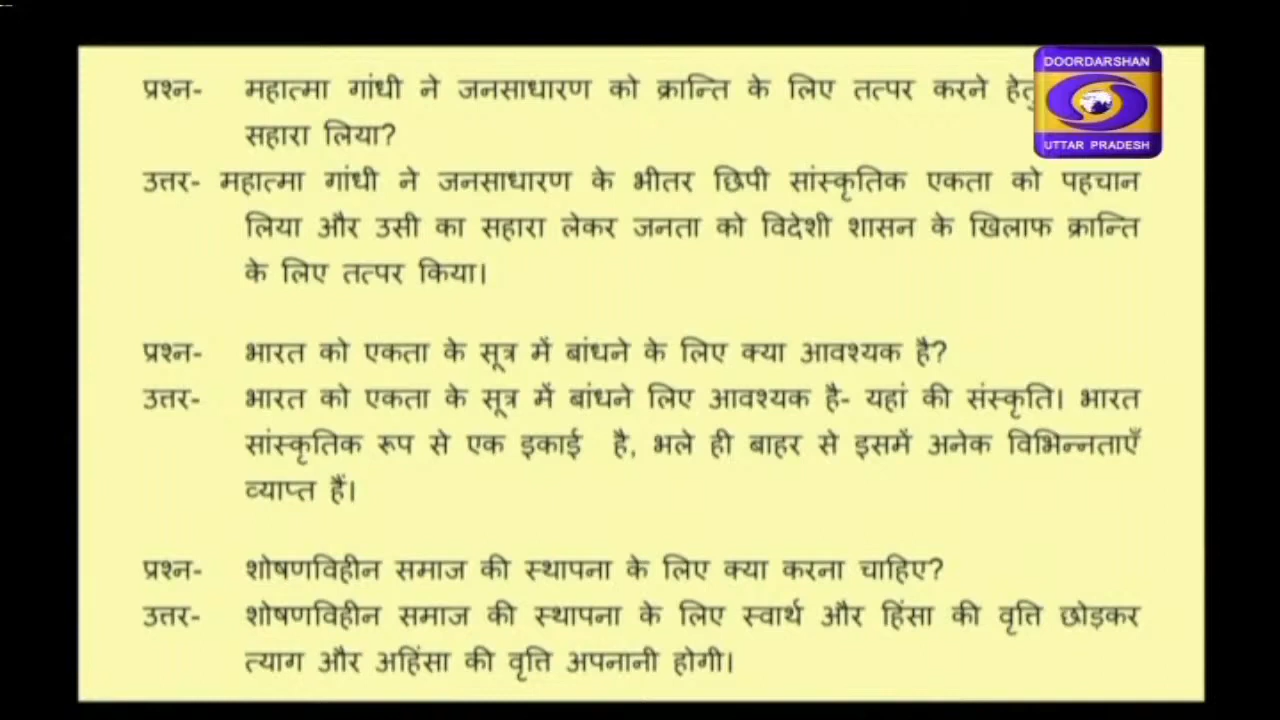 प्रश्न- महात्मा गांधी ने जनसाधारण को क्रान्ति के लिए तत्पर करने हेतु
सहारा लिया?
उत्तर- महात्मा गांधी ने जनसाधारण के भीतर छिपी सांस्कृतिक एकता को पहचान
लिया और उसी का सहारा लेकर जनता को विदेशी शासन के खिलाफ क्रान्ति
के लिए तत्पर किया।
प्रश्न- भारत को एकता के सूत्र में बांधने के लिए क्या आवश्यक है?
उत्तर- भारत को एकता के सूत्र में बांधने लिए आवश्यक है- यहां की संस्कृति। भारत
सांस्कृतिक रूप से एक इकाई है, भले ही बाहर से इसमें अनेक विभिन्नताएँ
व्याप्त हैं।
प्रश्न- शोषणविहीन समाज की स्थापना के लिए क्या करना चाहिए?
उत्तर- शोषणविहीन समाज की स्थापना के लिए स्वार्थ और हिंसा की वृत्ति छोड़कर
त्याग और अहिंसा की वृत्ति अपनानी होगी।
DOORDARSHAN
UTTAR PRADESH